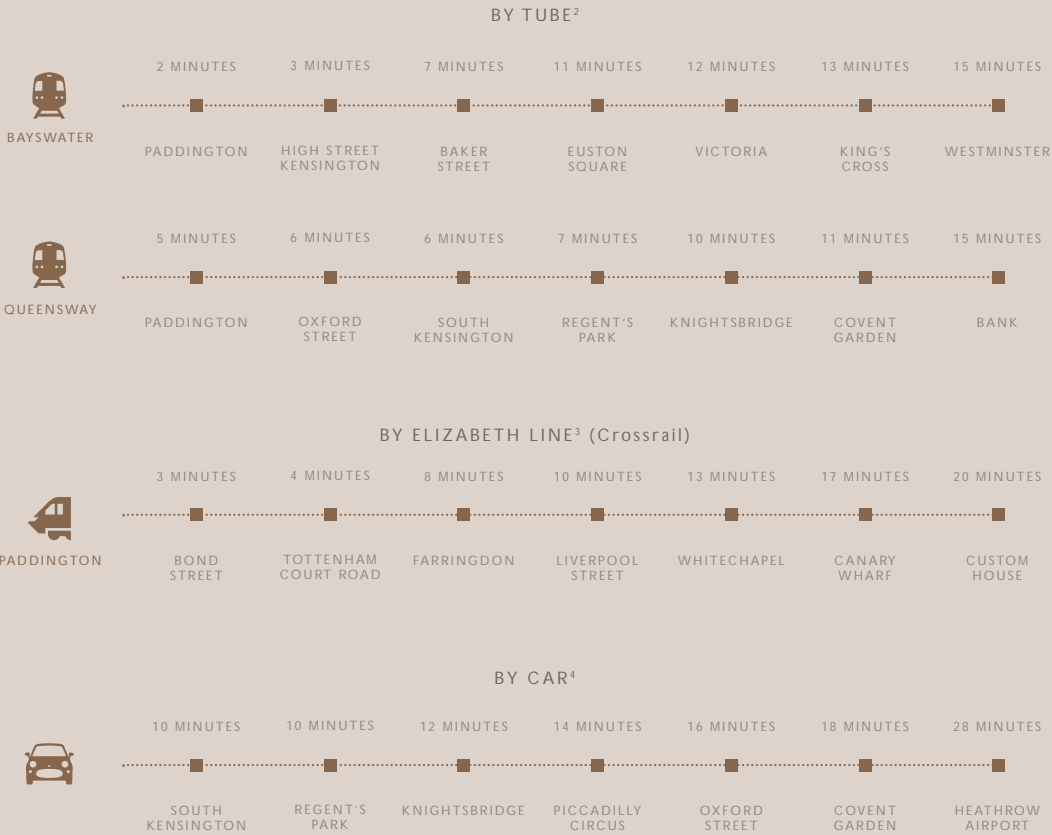 BY TUBE²
2 MINUTES 3 MINUTES 7 MINUTES 11 MINUTES 12 MINUTES 13 MINUTES 15 MINUTES
BAYSWATER
PADDINGTON HIGH STREET BAKER EUSTON VICTORIA KING'S WESTMINSTER
KENSINGTON STREET SQUARE CROSS
5 MINUTES 6 MINUTES 6 MINUTES 7 MINUTES 10 MINUTES 11 MINUTES 15 MINUTES
QUEENSWAY
PADDINGTON OXFORD SOUTH REGENT'S KNIGHTSBRIDGE COVENT BANK
STREET KENSINGTON PARK GARDEN
BY ELIZABETH LINE³ (Crossrail)
3 MINUTES 4 MINUTES 8 MINUTES 10 MINUTES 13 MINUTES 17 MINUTES 20 MINUTES
PADDINGTON BOND TOTTENHAM FARRINGDON LIVERPOOL WHITECHAPEL CANARY CUSTOM
STREET COURT ROAD STREET WHARF HOUSE
BY CAR⁴
10 MINUTES 10 MINUTES 12 MINUTES 14 MINUTES 16 MINUTES 18 MINUTES 28 MINUTES
SOUTH REGENT'S KNIGHTSBRIDGE PICCADILLY OXFORD COVENT HEATHROW
KENSINGTON PARK CIRCUS STREET GARDEN AIRPORT